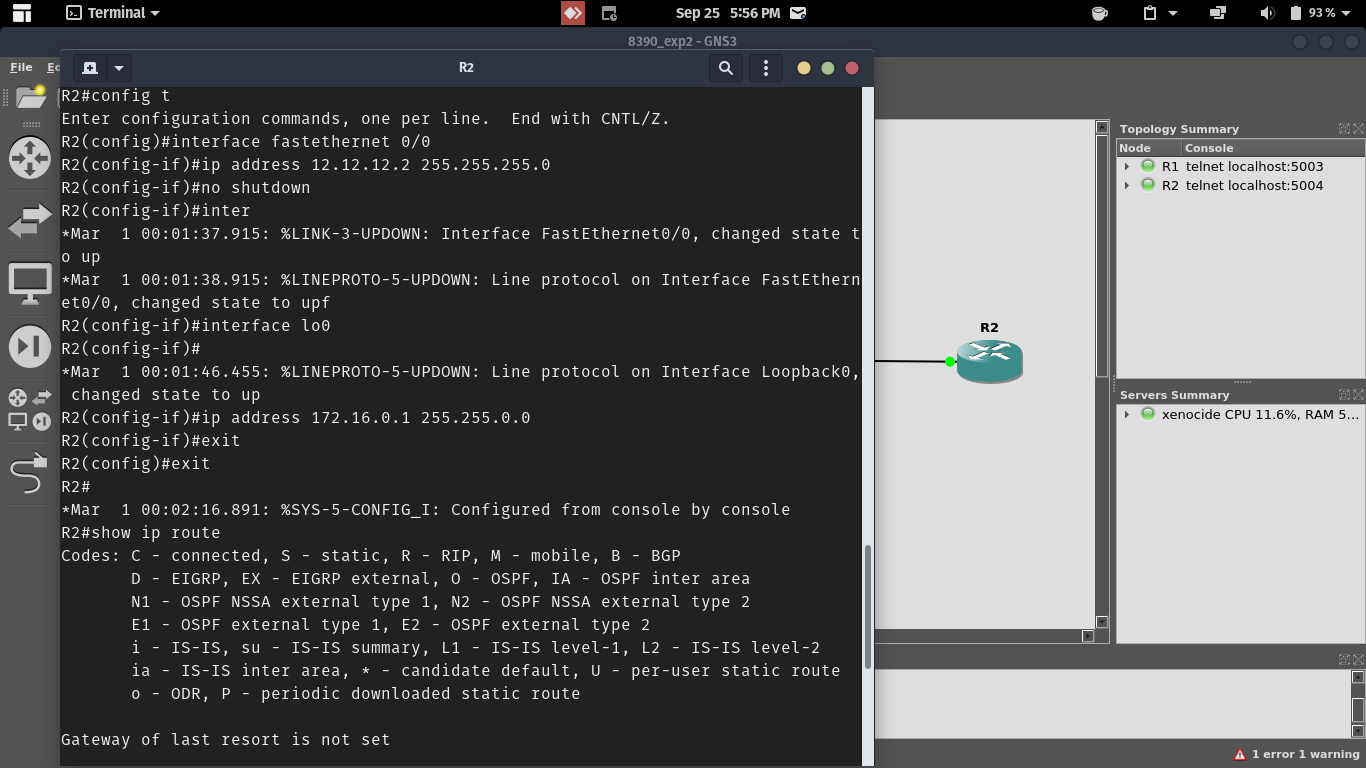 Terminal
Sep 25 5:56 PM
93 %
8390_exp2 - GNS3
File
R2
R2#config t
Enter configuration commands, one per line.  End with CNTL/Z.
R2(config)#interface fastethernet 0/0
R2(config-if)#ip address 12.12.12.2 255.255.255.0
R2(config-if)#no shutdown
R2(config-if)#inter
*Mar  1 00:01:37.915: %LINK-3-UPDOWN: Interface FastEthernet0/0, changed state t
o up
*Mar  1 00:01:38.915: %LINEPROTO-5-UPDOWN: Line protocol on Interface FastEthern
et0/0, changed state to upf
R2(config-if)#interface lo0
R2(config-if)#
*Mar  1 00:01:46.455: %LINEPROTO-5-UPDOWN: Line protocol on Interface Loopback0,
 changed state to up
R2(config-if)#ip address 172.16.0.1 255.255.0.0
R2(config-if)#exit
R2(config)#exit
R2#
*Mar  1 00:02:16.891: %SYS-5-CONFIG_I: Configured from console by console
R2#show ip route
Codes: C - connected, S - static, R - RIP, M - mobile, B - BGP
       D - EIGRP, EX - EIGRP external, O - OSPF, IA - OSPF inter area
       N1 - OSPF NSSA external type 1, N2 - OSPF NSSA external type 2
       E1 - OSPF external type 1, E2 - OSPF external type 2
       i - IS-IS, su - IS-IS summary, L1 - IS-IS level-1, L2 - IS-IS level-2
       ia - IS-IS inter area, * - candidate default, U - per-user static route
       o - ODR, P - periodic downloaded static route
Gateway of last resort is not set
R2
Topology Summary
Node Console
R1 telnet localhost:5003
R2 telnet localhost:5004
Servers Summary
xenocide CPU 11.6%, RAM 5...
1 error 1 warning